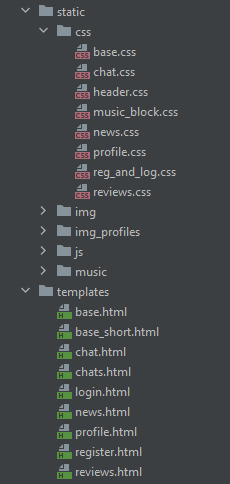 static
css
base.css
chat.css
header.css
music_block.css
news.css
profile.css
reg_and_log.css
reviews.css
img
img_profiles
js
music
templates
base.html
base_short.html
chat.html
chats.html
login.html
news.html
profile.html
register.html
reviews.html